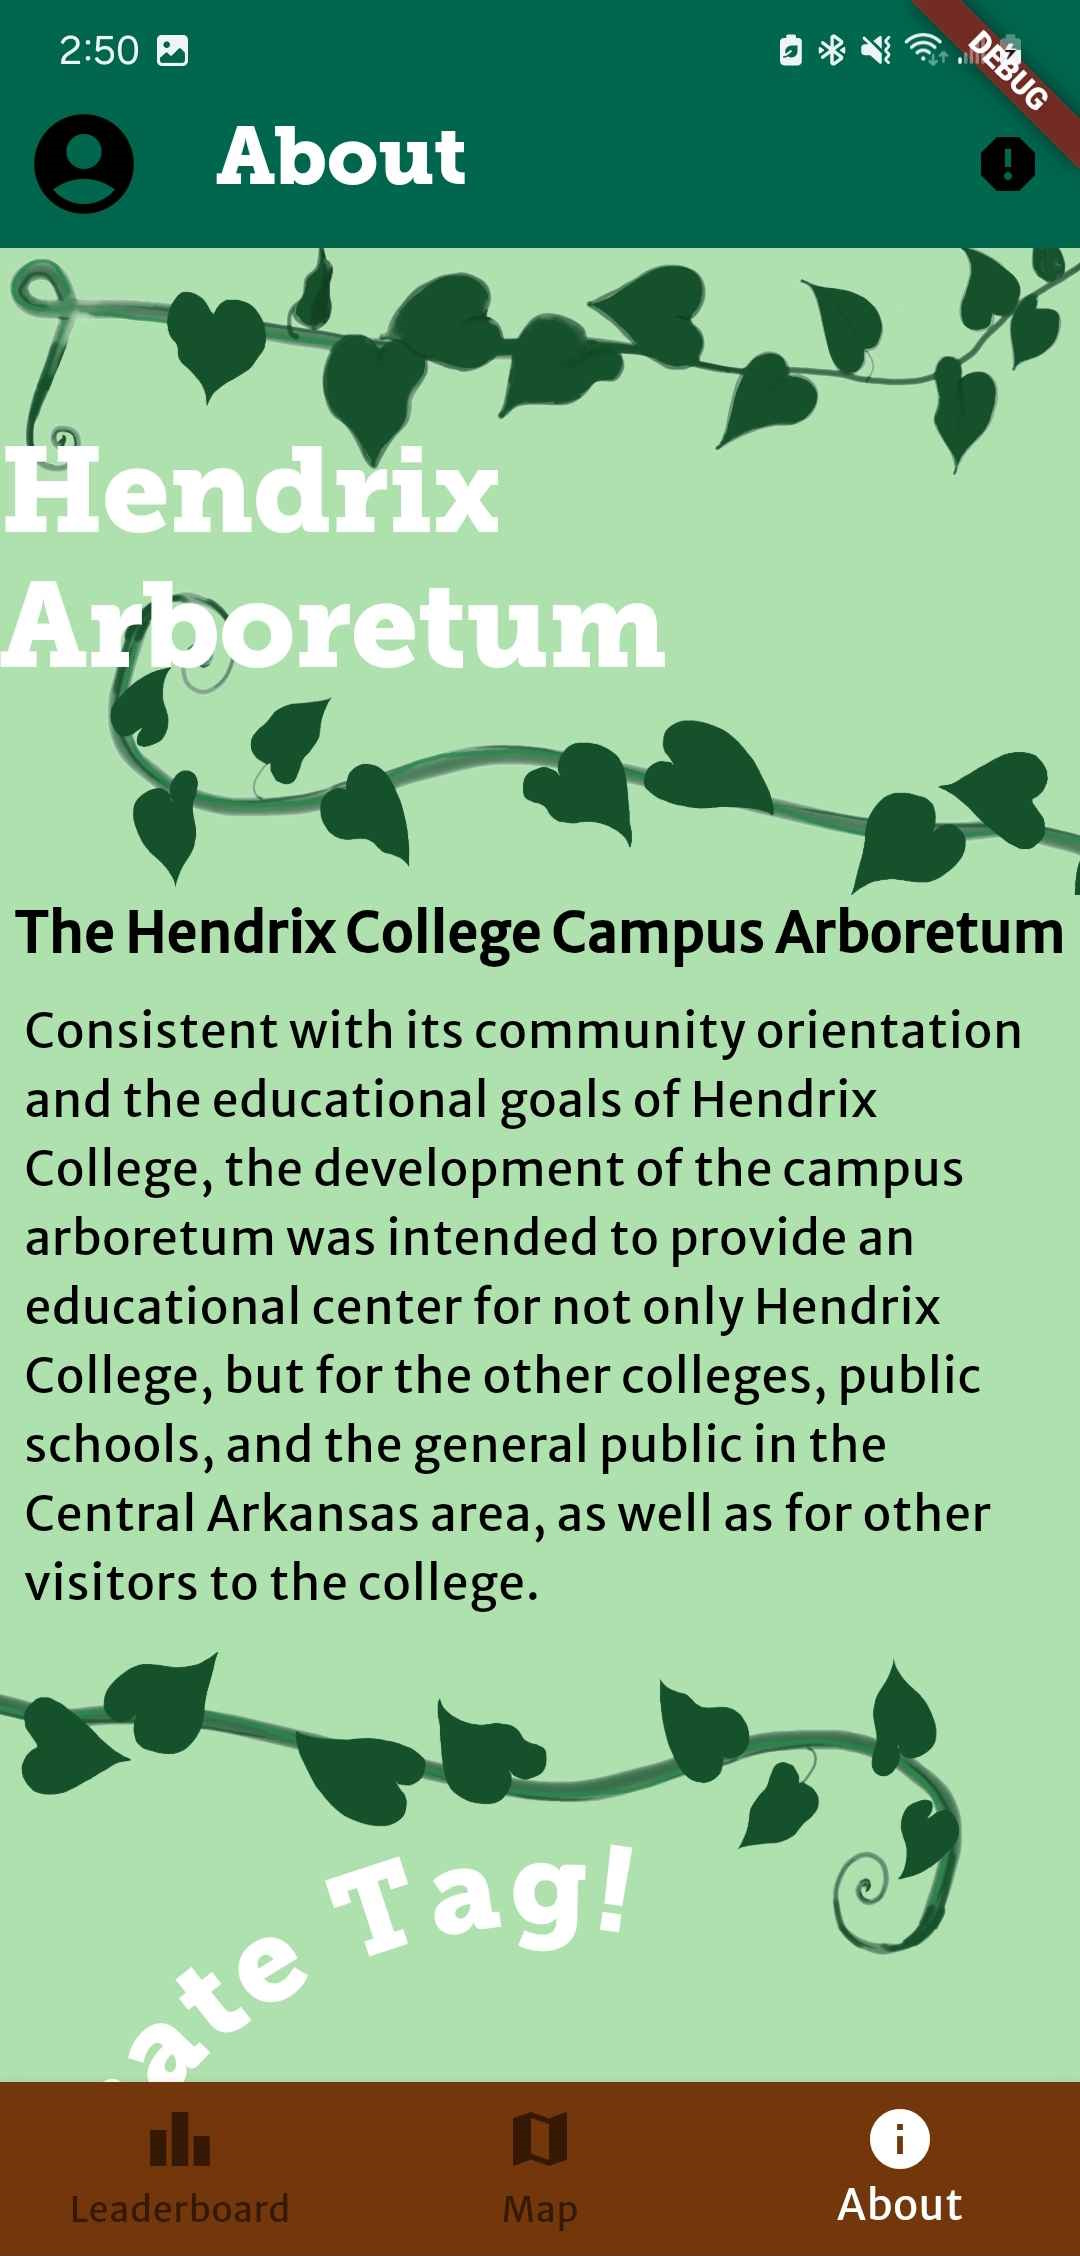 2:50
DEBUG
About
Hendrix
Arboretum
The Hendrix College Campus Arboretum
Consistent with its community orientation
and the educational goals of Hendrix
College, the development of the campus
arboretum was intended to provide an
educational center for not only Hendrix
College, but for the other colleges, public
schools, and the general public in the
Central Arkansas area, as well as for other
visitors to the college.
ate Tag!
Leaderboard
Map
About